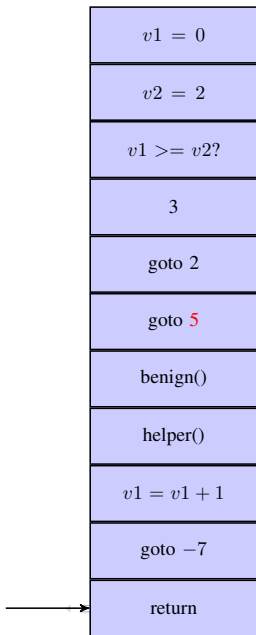 v1 = 0
v2 = 2
v1 >= v2?
3
goto 2
goto 5
benign()
helper()
v1 = v1 + 1
goto −7
return